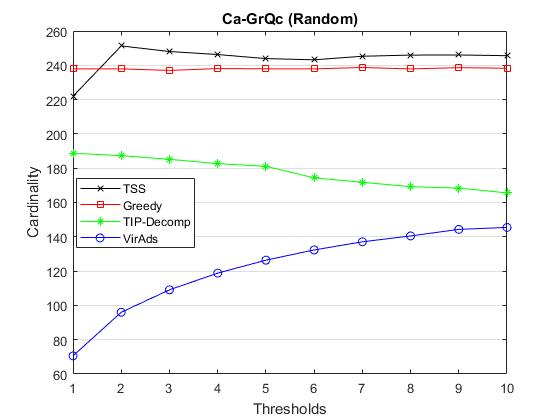 Ca-GrQc (Random)
260
240
220
200
180
160
140
120
100
80
60
Cardinality
TSS
Greedy
TIP-Decomp
VirAds
1 2 3 4 5 6 7 8 9 10
Thresholds